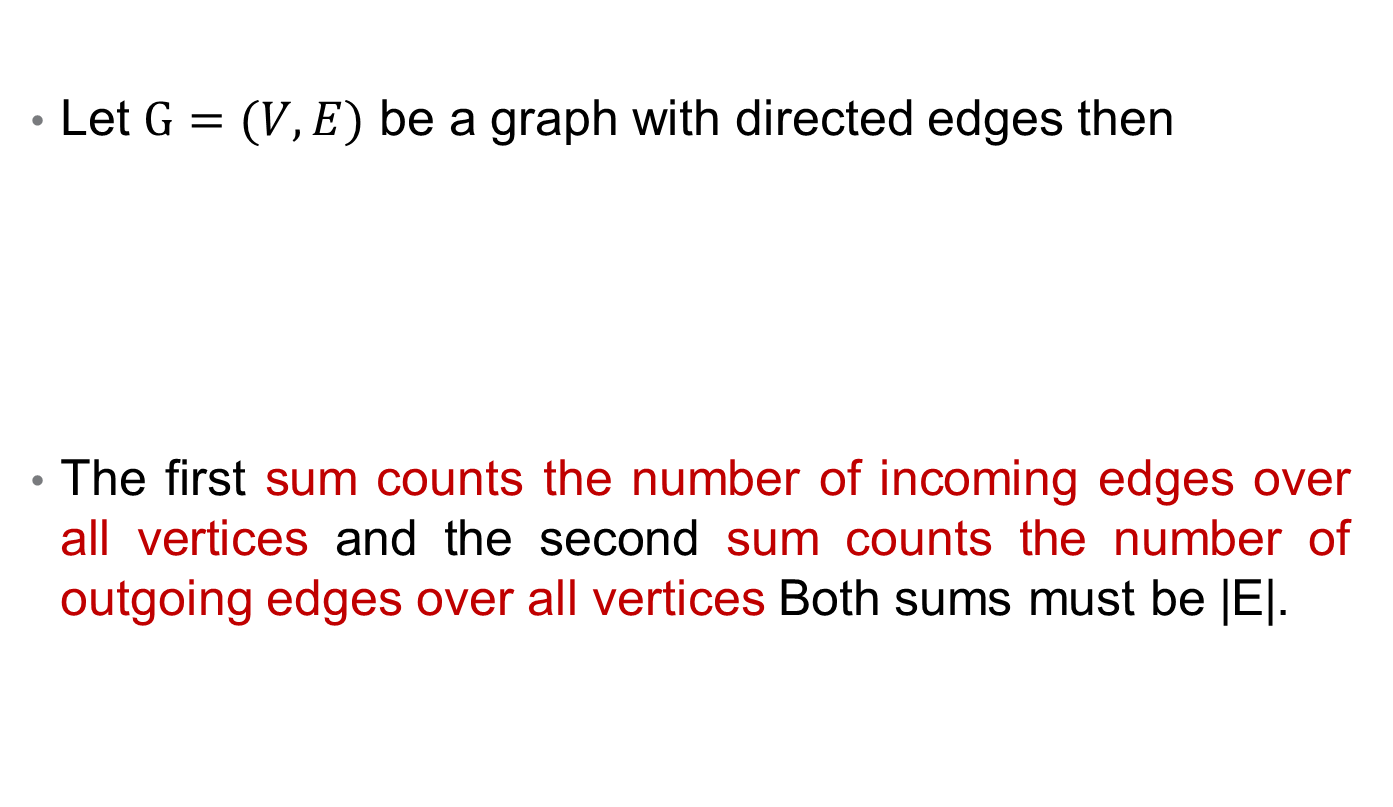 • Let G = (V, E) be a graph with directed edges then
• The first sum counts the number of incoming edges over
all vertices and the second sum counts the number of
outgoing edges over all vertices Both sums must be |E|.